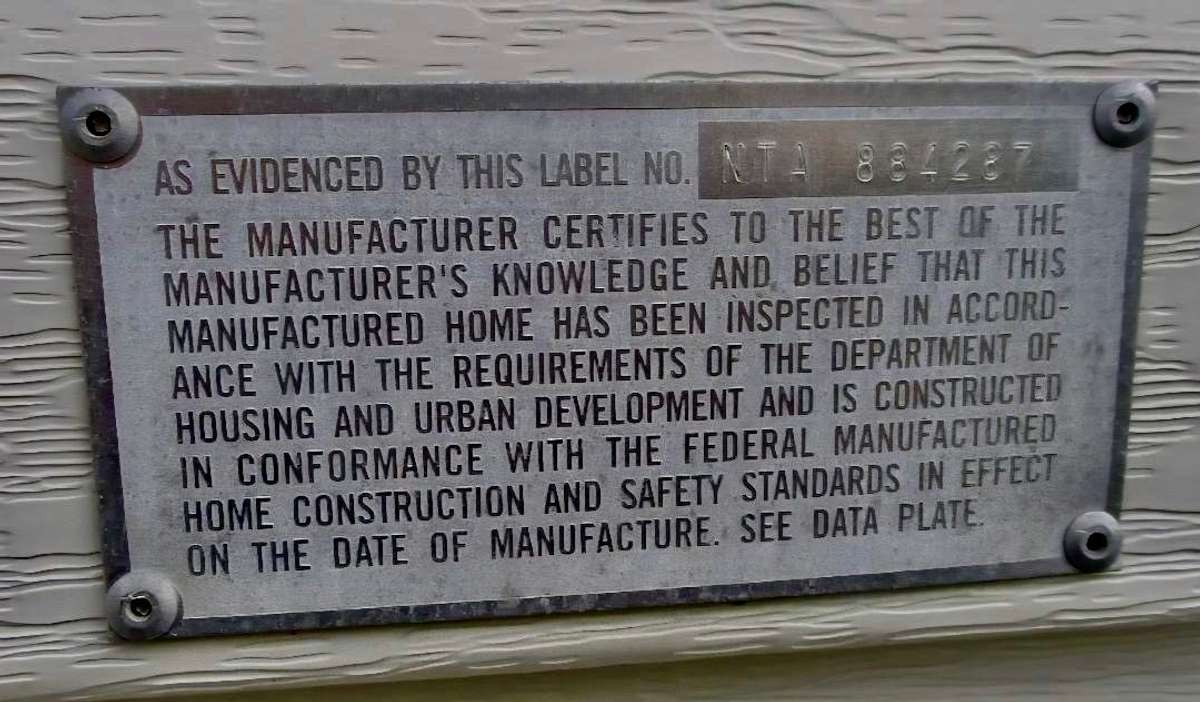 AS EVIDENCED BY THIS LABEL NO. NTA 884287
THE MANUFACTURER CERTIFIES TO THE BEST OF THE
MANUFACTURER'S KNOWLEDGE AND BELIEF THAT THIS
MANUFACTURED HOME HAS BEEN INSPECTED IN ACCORD-
ANCE WITH THE REQUIREMENTS OF THE DEPARTMENT OF
HOUSING AND URBAN DEVELOPMENT AND IS CONSTRUCTED
IN CONFORMANCE WITH THE FEDERAL MANUFACTURED
HOME CONSTRUCTION AND SAFETY STANDARDS IN EFFECT
ON THE DATE OF MANUFACTURE. SEE DATA PLATE.